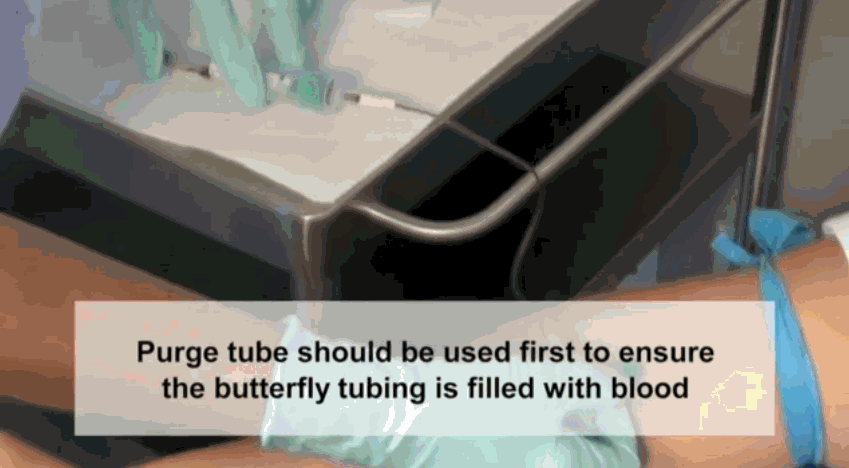 Purge tube should be used first to ensure
the butterfly tubing is filled with blood